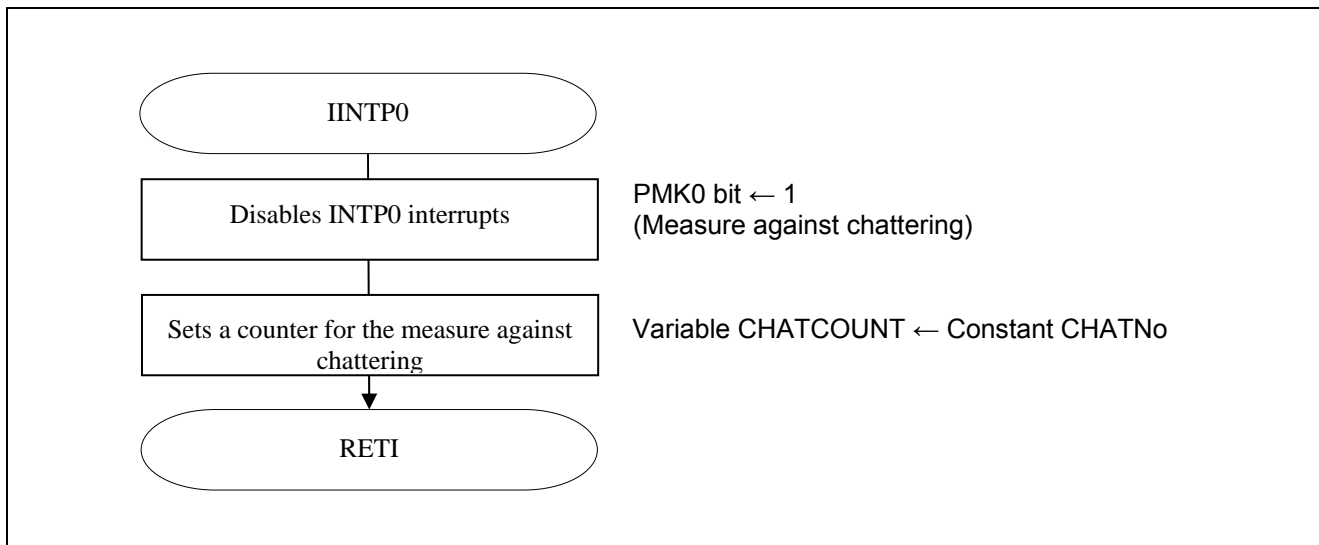 IINTP0
Disables INTP0 interrupts
PMK0 bit ← 1
(Measure against chattering)
Sets a counter for the measure against
chattering
Variable CHATCOUNT ← Constant CHATNo
RETI